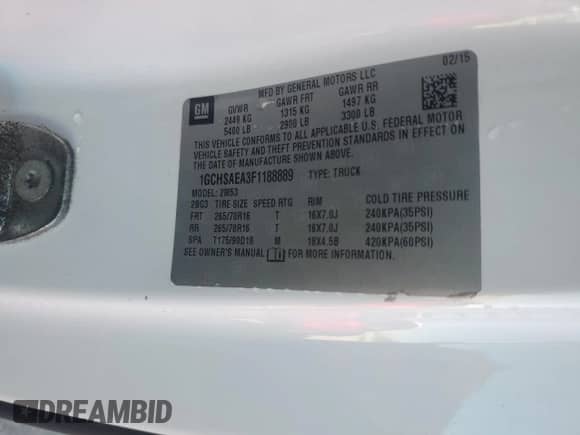 02/15
MFD BY GENERAL MOTORS LLC
GM
GVWR GAWR FRT GAWR RR
2449 KG 1315 KG 1497 KG
5400 LB 2900 LB 3300 LB
THIS VEHICLE CONFORMS TO ALL APPLICABLE U.S. FEDERAL MOTOR
VEHICLE SAFETY AND THEFT PREVENTION STANDARDS IN EFFECT ON
THE DATE OF MANUFACTURE SHOWN ABOVE.
1GCHSAEA3F1188889 TYPE: TRUCK
MODEL: 2M53
2BG3 TIRE SIZE SPEED RTG RIM COLD TIRE PRESSURE
FRT 265/70R16 T 16X7.0J 240KPA(35PSI)
RR 265/70R16 T 16X7.0J 240KPA(35PSI)
SPA T175/90D18 M 18X4.5B 420KPA(60PSI)
SEE OWNER'S MANUAL FOR MORE INFORMATION.
DREAMBID